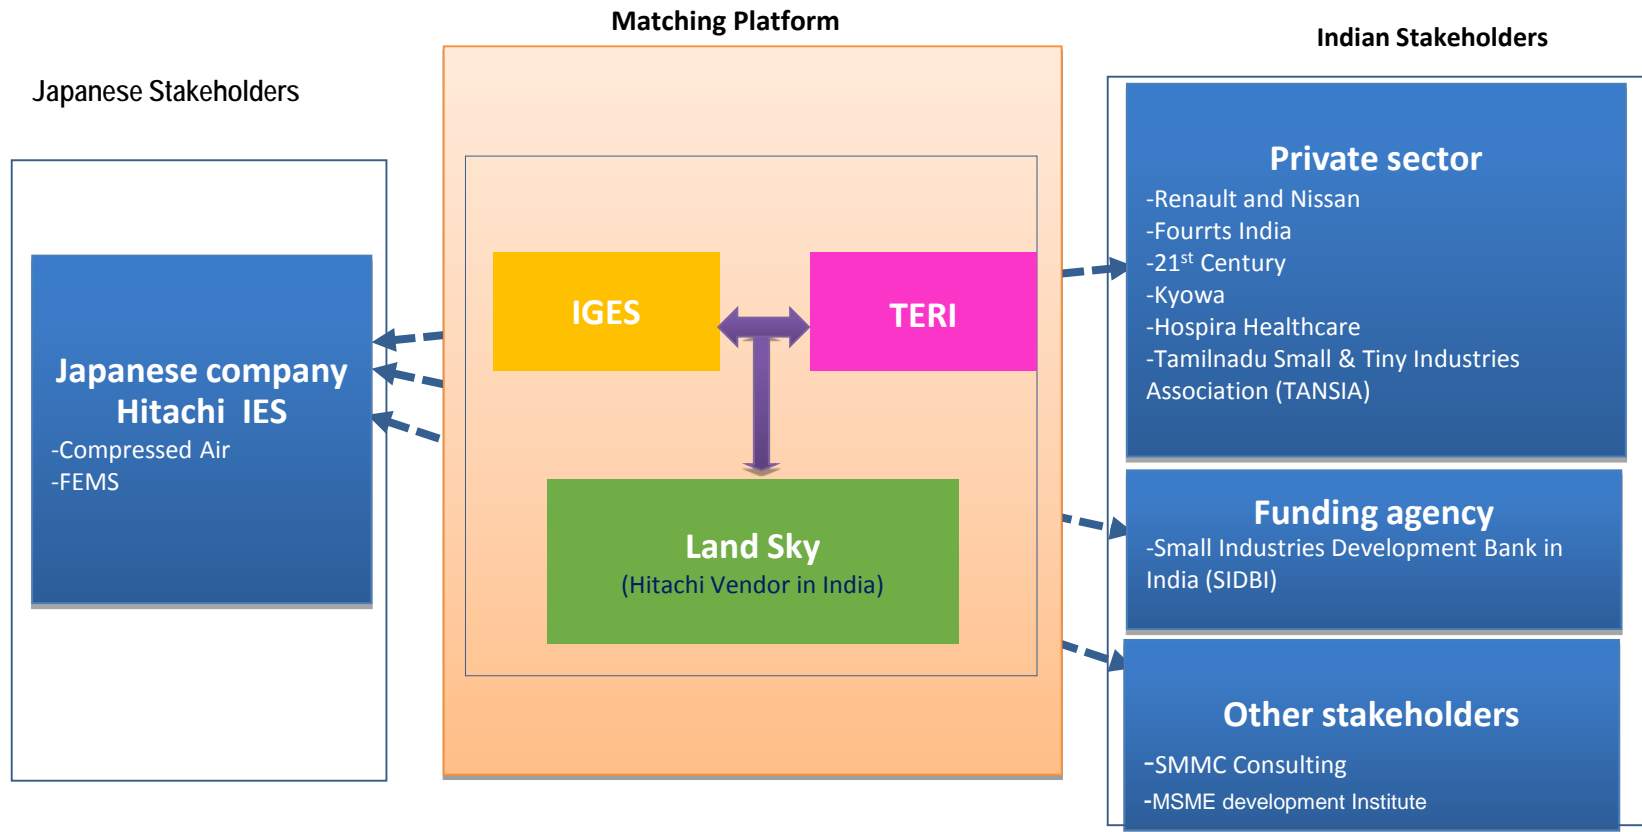 Matching Platform
Indian Stakeholders
Japanese Stakeholders
Japanese company
Hitachi IES
-Compressed Air
-FEMS
IGES
TERI
Land Sky
(Hitachi Vendor in India)
Private sector
-Renault and Nissan
-Fourrts India
-21st Century
-Kyowa
-Hospira Healthcare
-Tamilnadu Small & Tiny Industries
Association (TANSIA)
Funding agency
-Small Industries Development Bank in
India (SIDBI)
Other stakeholders
-SMMC Consulting
-MSME development Institute